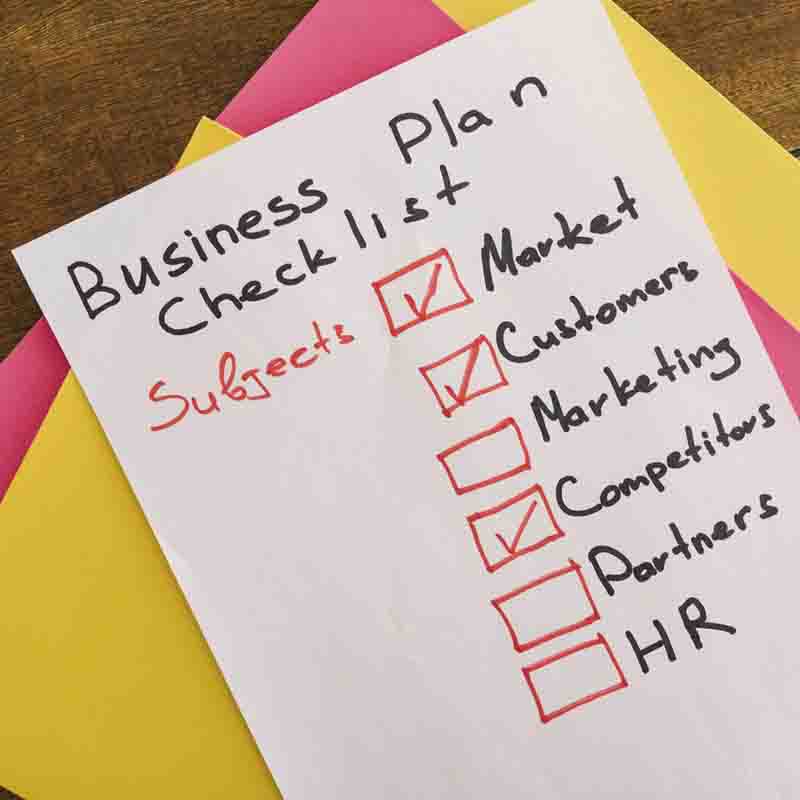 Business Plan
Checklist
Subjects
Market
Customers
Marketing
Competitors
Partners
HR